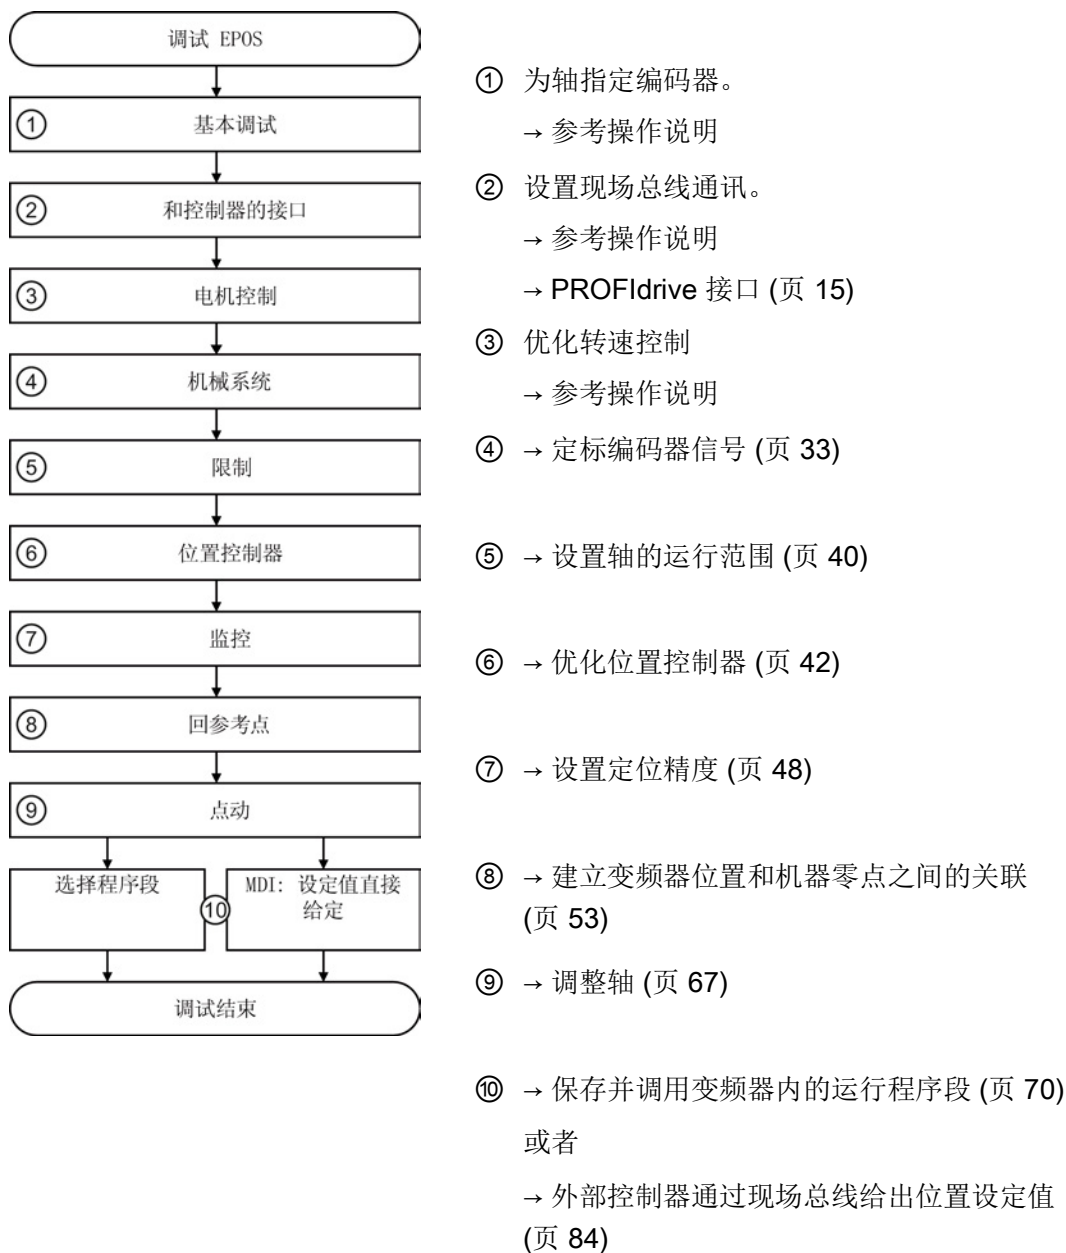 调试 EPOS
① 基本调试
② 和控制器的接口
③ 电机控制
④ 机械系统
⑤ 限制
⑥ 位置控制器
⑦ 监控
⑧ 回参考点
⑨ 点动
选择程序段
⑩
MDI: 设定值直接
给定
调试结束
① 为轴指定编码器。
→ 参考操作说明
② 设置现场总线通讯。
→ 参考操作说明
→ PROFIdrive 接口 (页 15)
③ 优化转速控制
→ 参考操作说明
④ → 定标编码器信号 (页 33)
⑤ → 设置轴的运行范围 (页 40)
⑥ → 优化位置控制器 (页 42)
⑦ → 设置定位精度 (页 48)
⑧ → 建立变频器位置和机器零点之间的关联
(页 53)
⑨ → 调整轴 (页 67)
⑩ → 保存并调用变频器内的运行程序段 (页 70)
或者
→ 外部控制器通过现场总线给出位置设定值
(页 84)